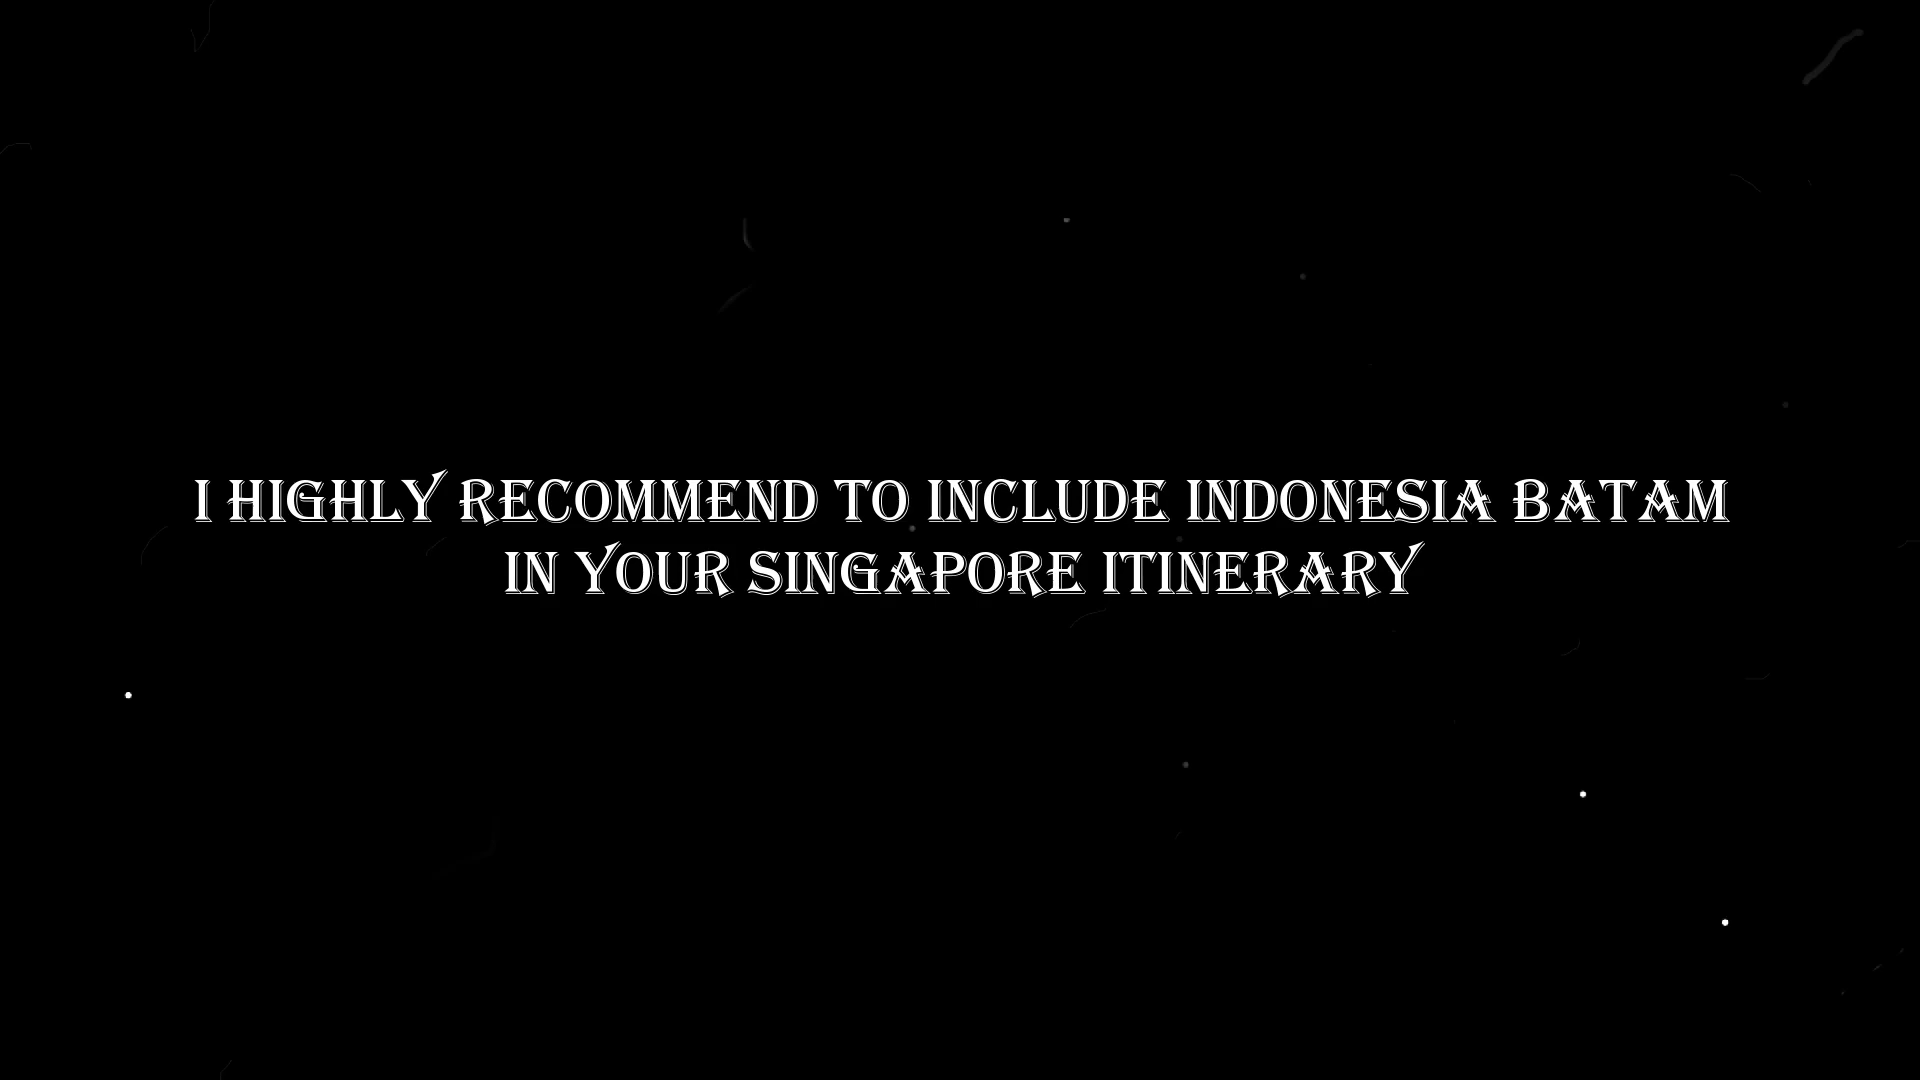 I HIGHLY RECOMMEND TO INCLUDE INDONESIA BATAM
IN YOUR SINGAPORE ITINERARY